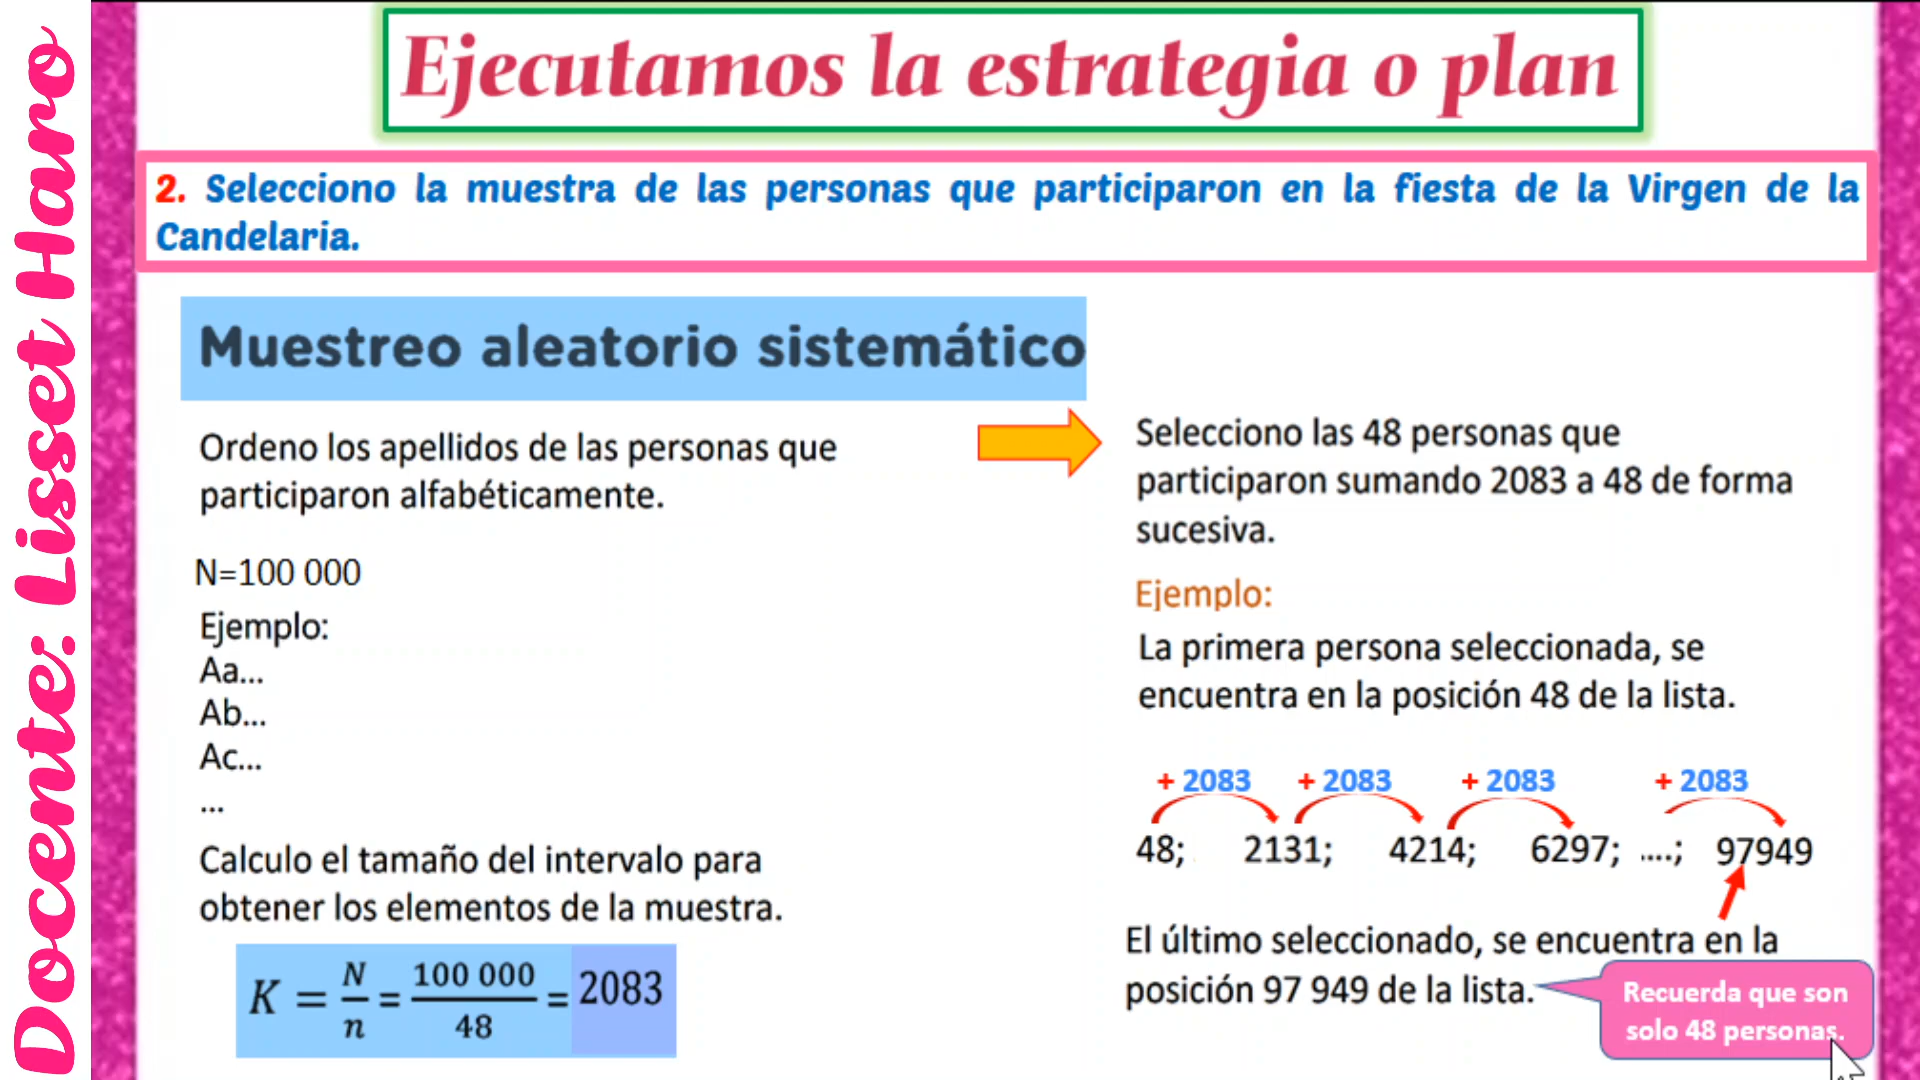 Docente: Lisset Haro
Ejecutamos la estrategia o plan
2. Selecciono la muestra de las personas que participaron en la fiesta de la Virgen de la
Candelaria.
Muestreo aleatorio sistemático
Ordeno los apellidos de las personas que
participaron alfabéticamente.
N=100 000
Ejemplo:
Aa...
Ab...
Ac...
...
Calculo el tamaño del intervalo para
obtener los elementos de la muestra.
K = N/n = 100 000/48 = 2083
Selecciono las 48 personas que
participaron sumando 2083 a 48 de forma
sucesiva.
Ejemplo:
La primera persona seleccionada, se
encuentra en la posición 48 de la lista.
+ 2083 + 2083 + 2083 + 2083
48; 2131; 4214; 6297; ....; 97949
El último seleccionado, se encuentra en la
posición 97 949 de la lista.
Recuerda que son
solo 48 personas.